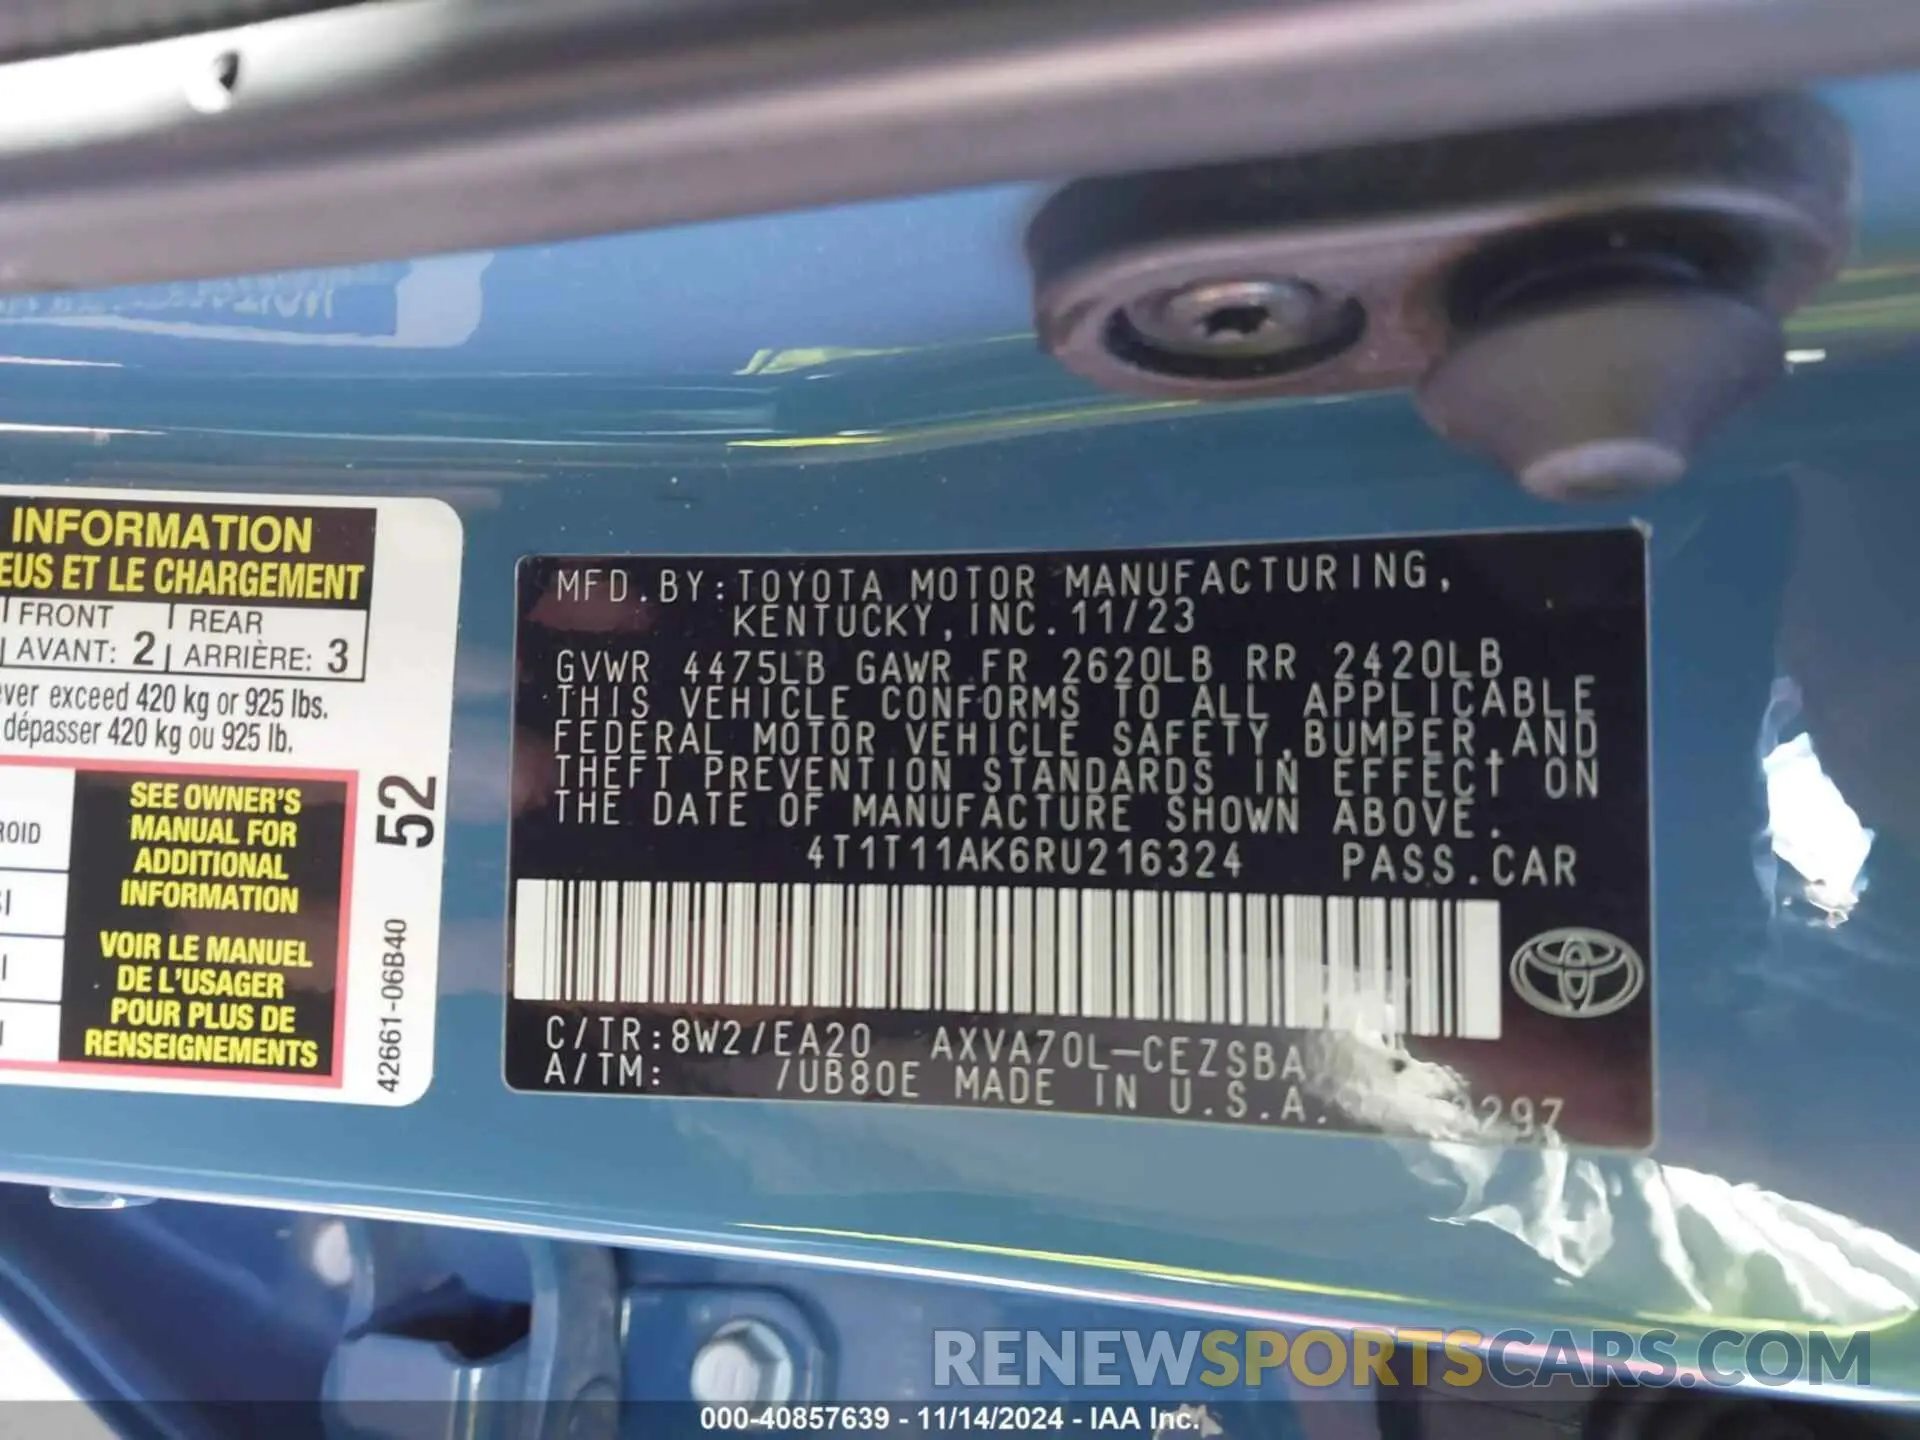 INFORMATION
EUS ET LE CHARGEMENT
FRONT
AVANT: 2
REAR
ARRIÈRE: 3
ver exceed 420 kg or 925 lbs.
dépasser 420 kg ou 925 lb.
ROID
SEE OWNER'S
MANUAL FOR
ADDITIONAL
INFORMATION
VOIR LE MANUEL
DE L'USAGER
POUR PLUS DE
RENSEIGNEMENTS
52
42661-06B40
MFD.BY:TOYOTA MOTOR MANUFACTURING,
KENTUCKY,INC.11/23
GVWR 4475LB GAWR FR 2620LB RR 2420LB
THIS VEHICLE CONFORMS TO ALL APPLICABLE
FEDERAL MOTOR VEHICLE SAFETY,BUMPER,AND
THEFT PREVENTION STANDARDS IN EFFECT ON
THE DATE OF MANUFACTURE SHOWN ABOVE.
4T1T11AK6RU216324 PASS.CAR
C/TR:8W2/EA20 AXVA70L-CEZSBA
A/TM: /UB80E MADE IN U.S.A. 297
RENEWSPORTSCARS.COM
000-40857639 - 11/14/2024 - IAA Inc.